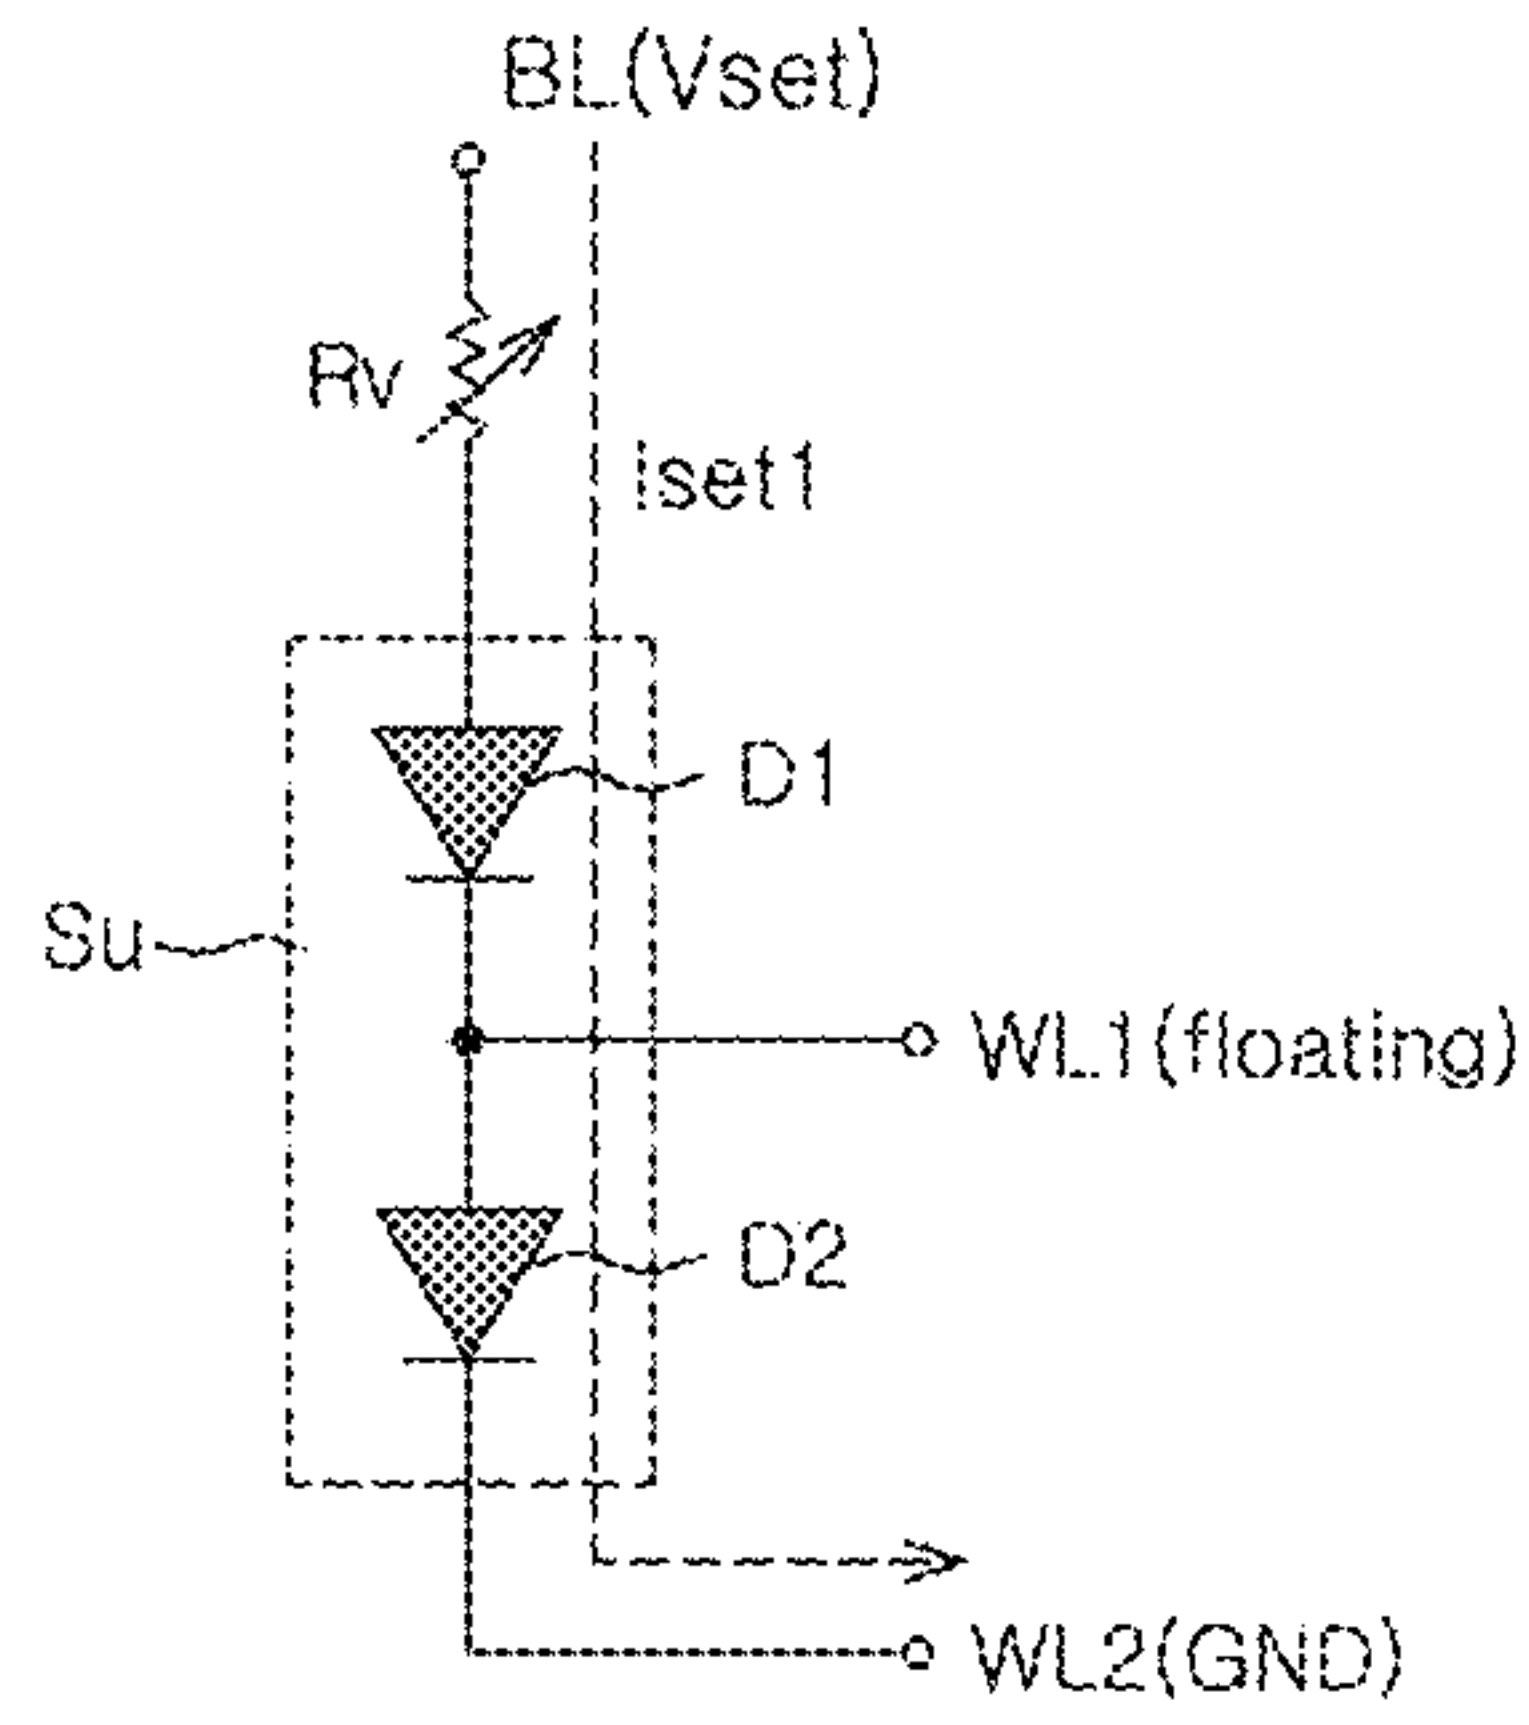 BL(Vset)
Rv
Iset1
D1
Su
WL1(floating)
D2
WL2(GND)